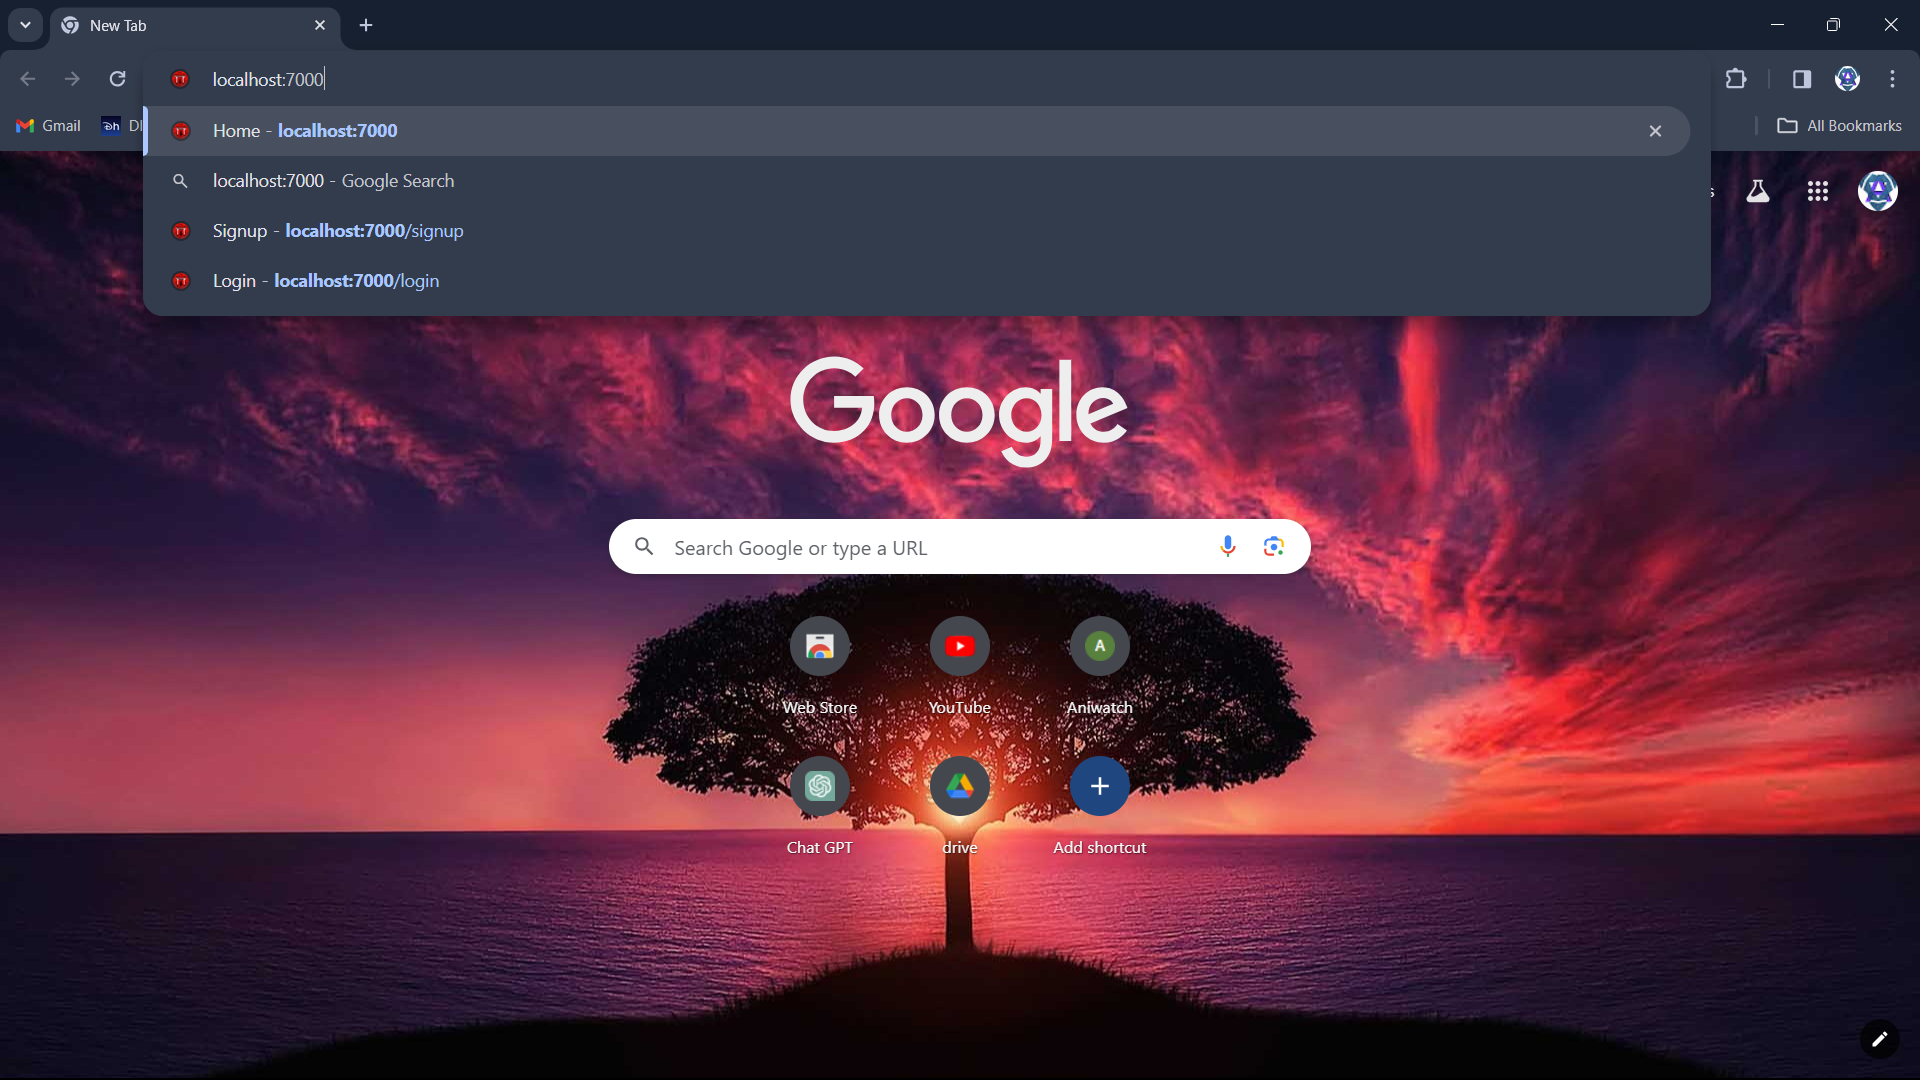 New Tab
localhost:7000
Gmail
Dh
Dl
Home - localhost:7000
All Bookmarks
localhost:7000 - Google Search
s
Signup - localhost:7000/signup
Login - localhost:7000/login
Google
Search Google or type a URL
A
Web Store
YouTube
Aniwatch
Chat GPT
drive
Add shortcut